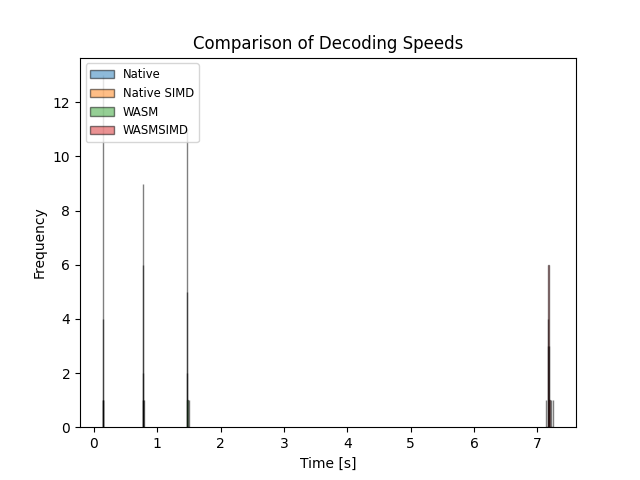 Comparison of Decoding Speeds
Native
Native SIMD
WASM
WASMSIMD
12
10
8
6
4
2
0
Frequency
0 1 2 3 4 5 6 7
Time [s]